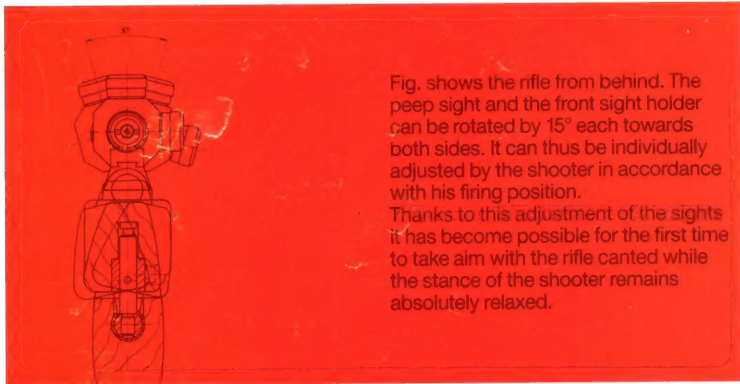 Fig. shows the rifle from behind. The
peep sight and the front sight holder
can be rotated by 15° each towards
both sides. It can thus be individually
adjusted by the shooter in accordance
with his firing position.
Thanks to this adjustment of the sights
it has become possible for the first time
to take aim with the rifle canted while
the stance of the shooter remains
absolutely relaxed.